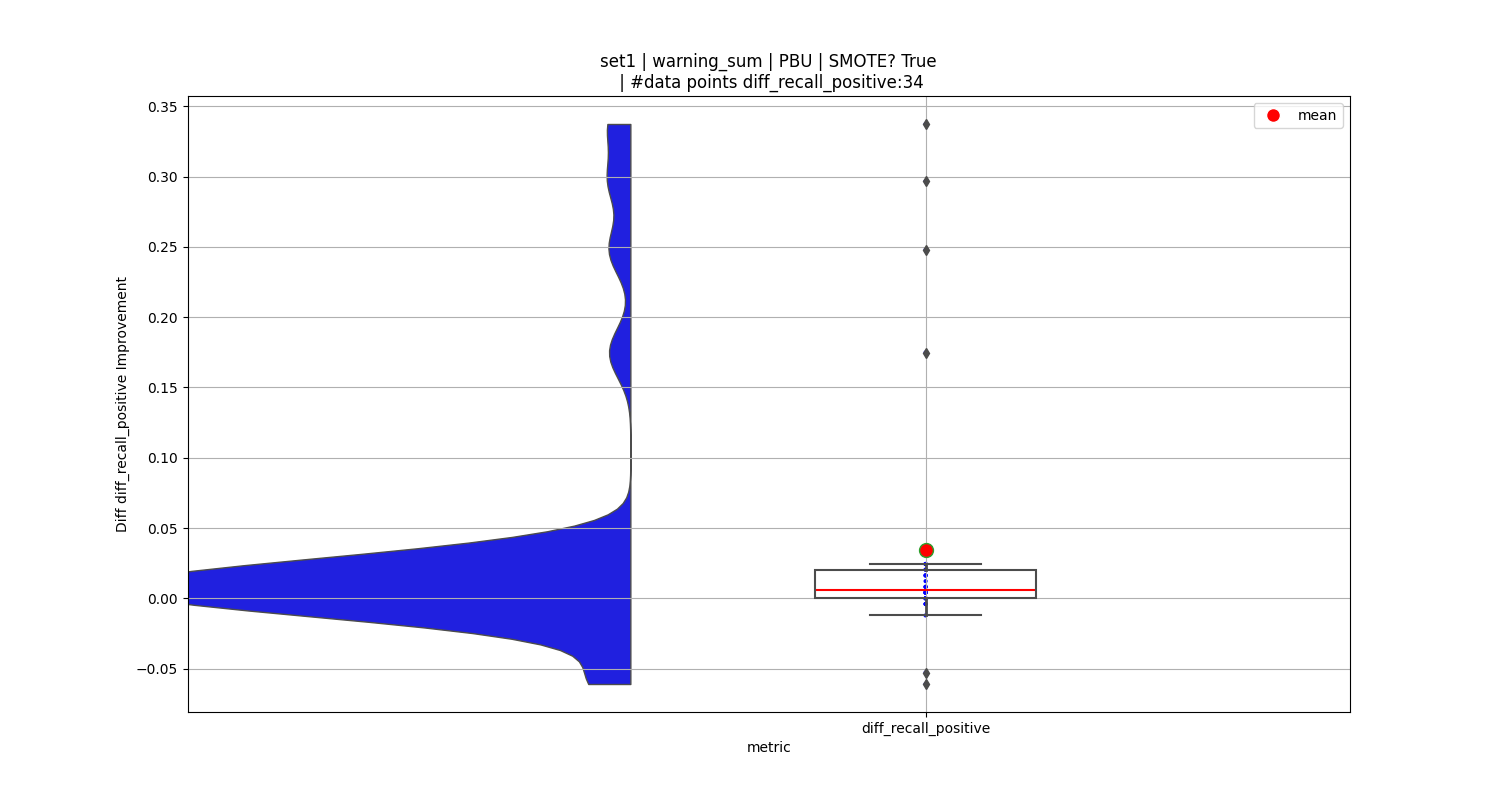 set1 | warning_sum | PBU | SMOTE? True
| #data points diff_recall_positive:34
mean
0.35
0.30
0.25
0.20
0.15
0.10
0.05
0.00
−0.05
Diff diff_recall_positive Improvement
diff_recall_positive
metric